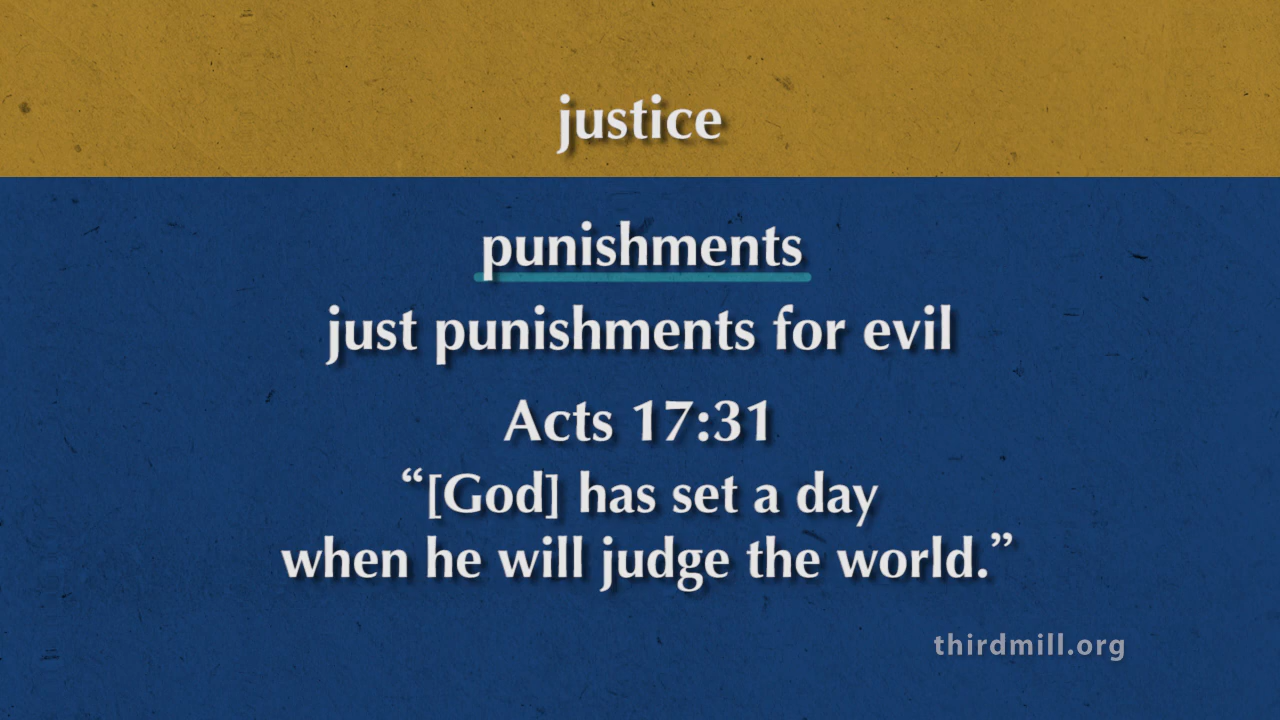 justice
punishments
just punishments for evil
Acts 17:31
“[God] has set a day
when he will judge the world.”
thirdmill.org